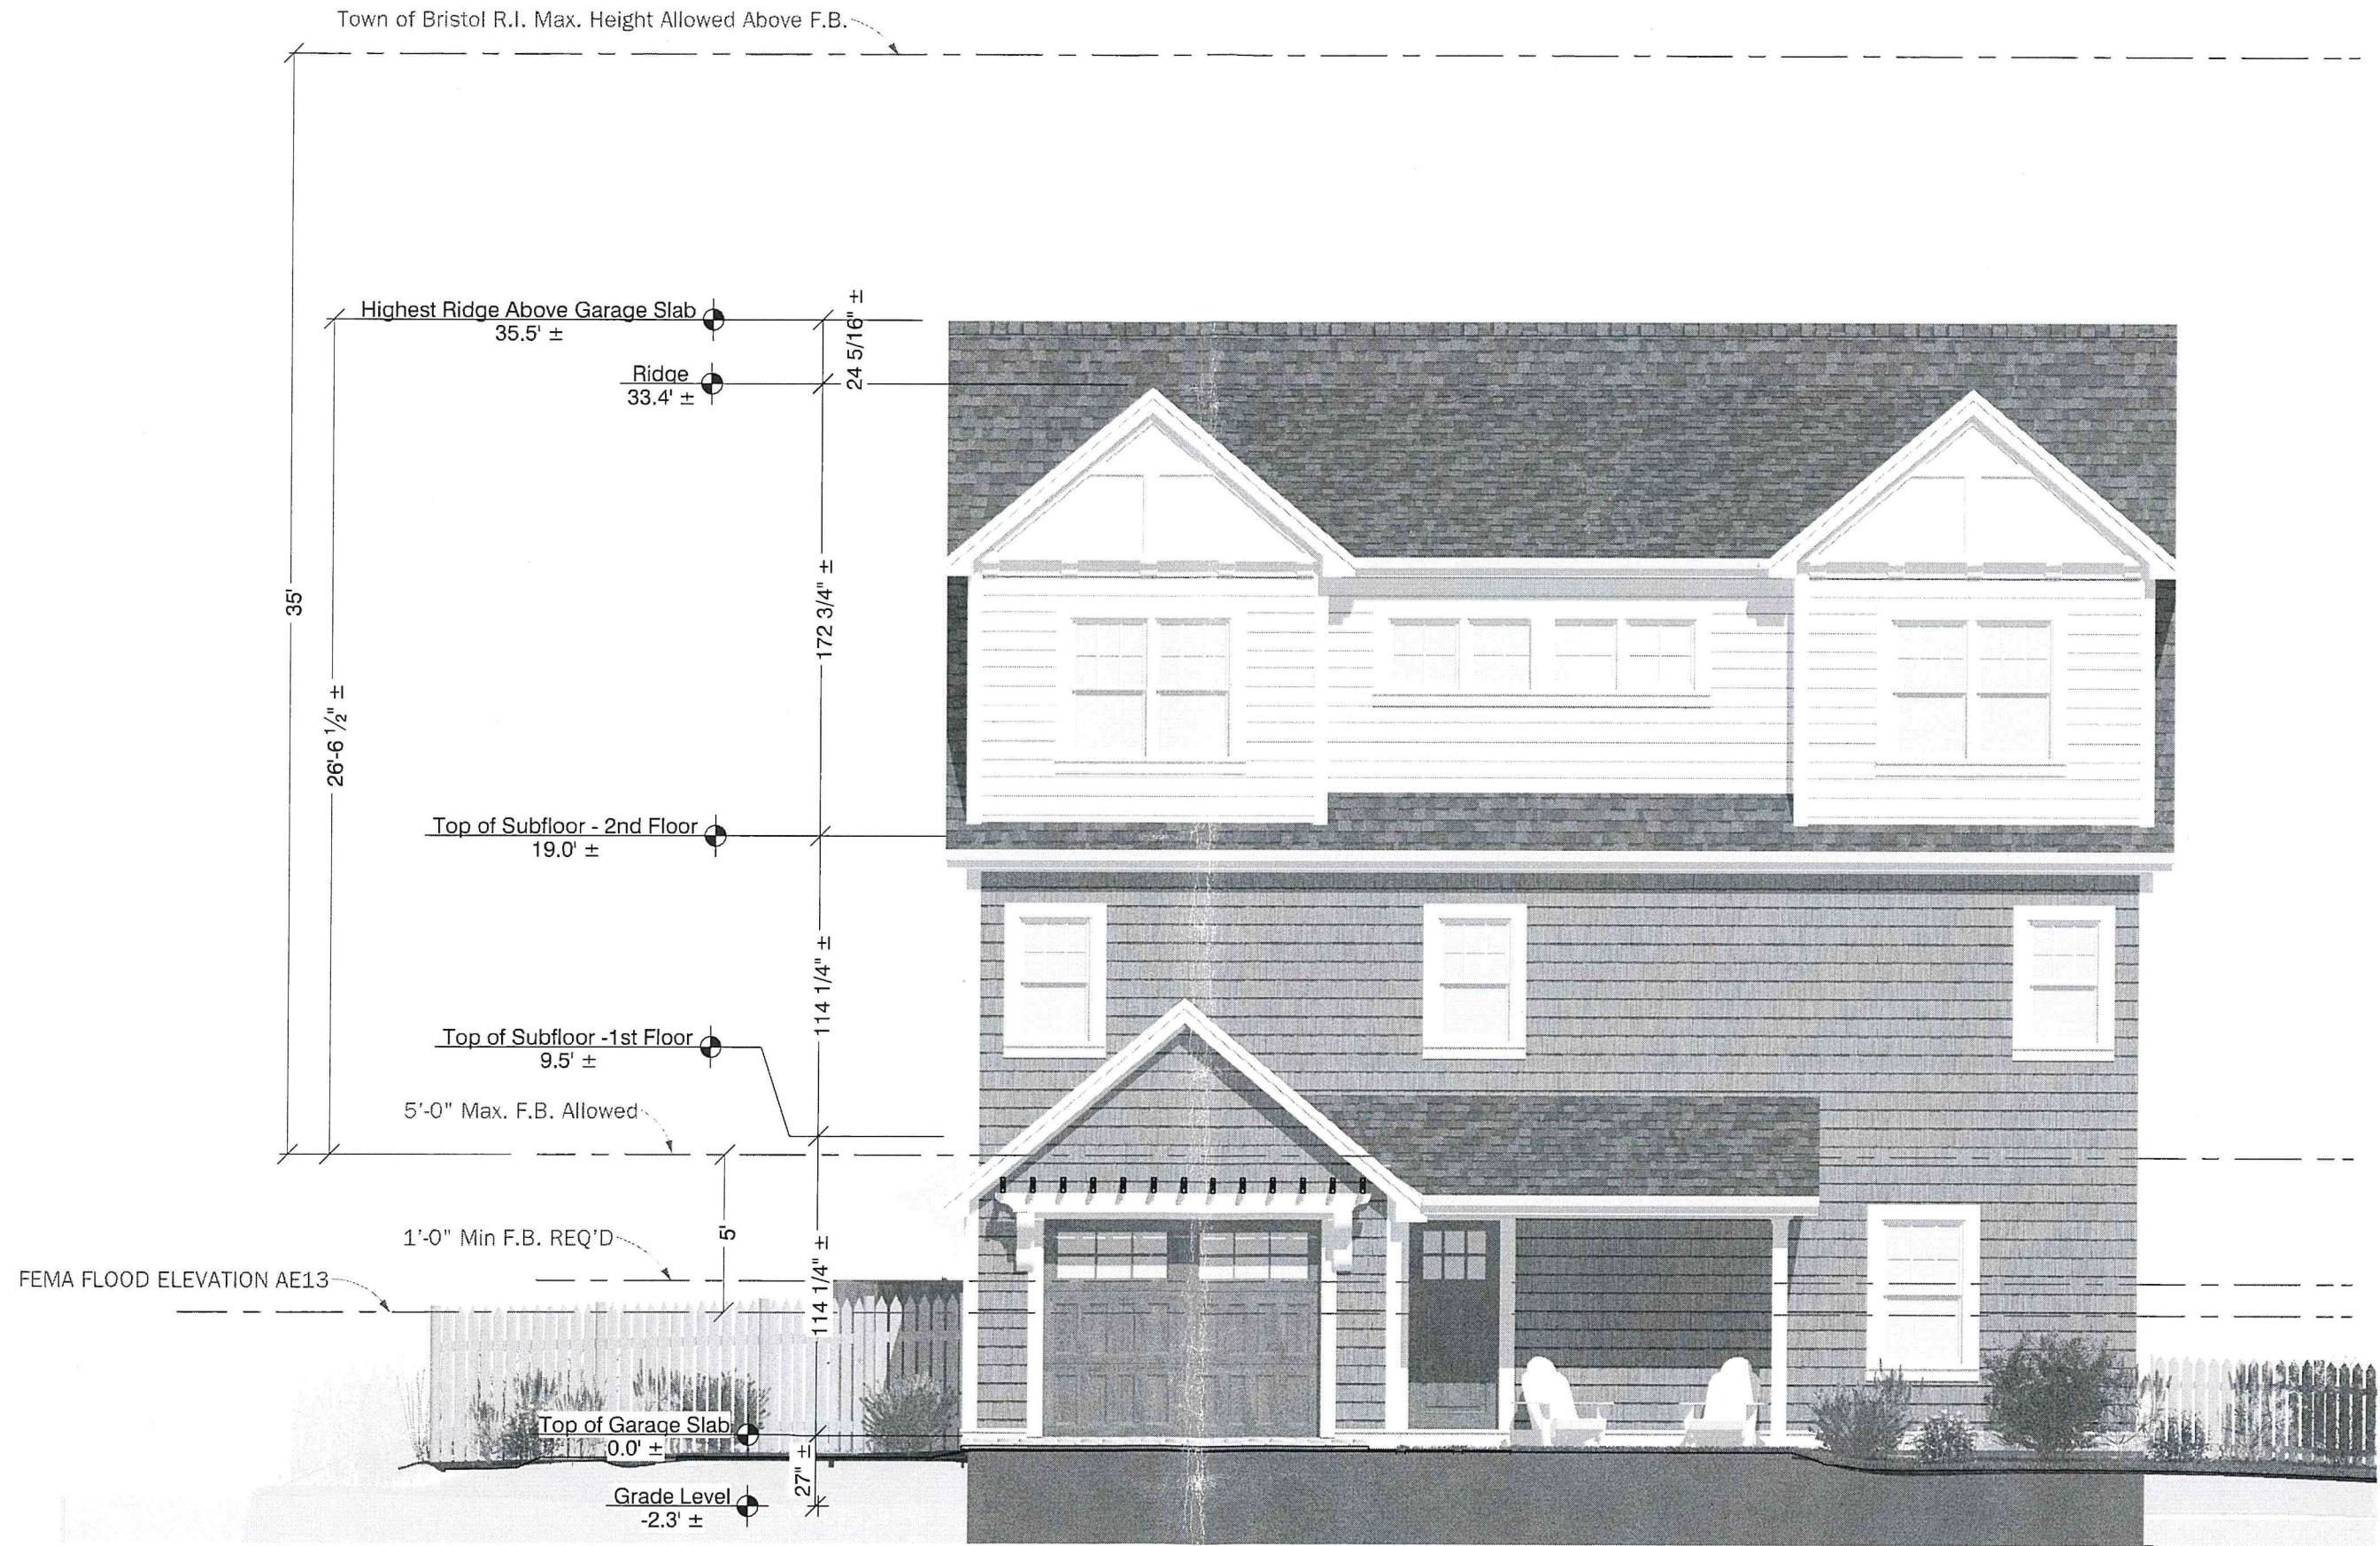 Town of Bristol R.I. Max. Height Allowed Above F.B.
Highest Ridge Above Garage Slab
35.5' ±
24 5/16" ±
Ridge
33.4' ±
35'
172 3/4" ±
26'-6 ½" ±
Top of Subfloor - 2nd Floor
19.0' ±
114 1/4" ±
Top of Subfloor -1st Floor
9.5' ±
5'-0" Max. F.B. Allowed
5'
1'-0" Min F.B. REQ'D
114 1/4" ±
FEMA FLOOD ELEVATION AE13
Top of Garage Slab
0.0' ±
27" ±
Grade Level
-2.3' ±